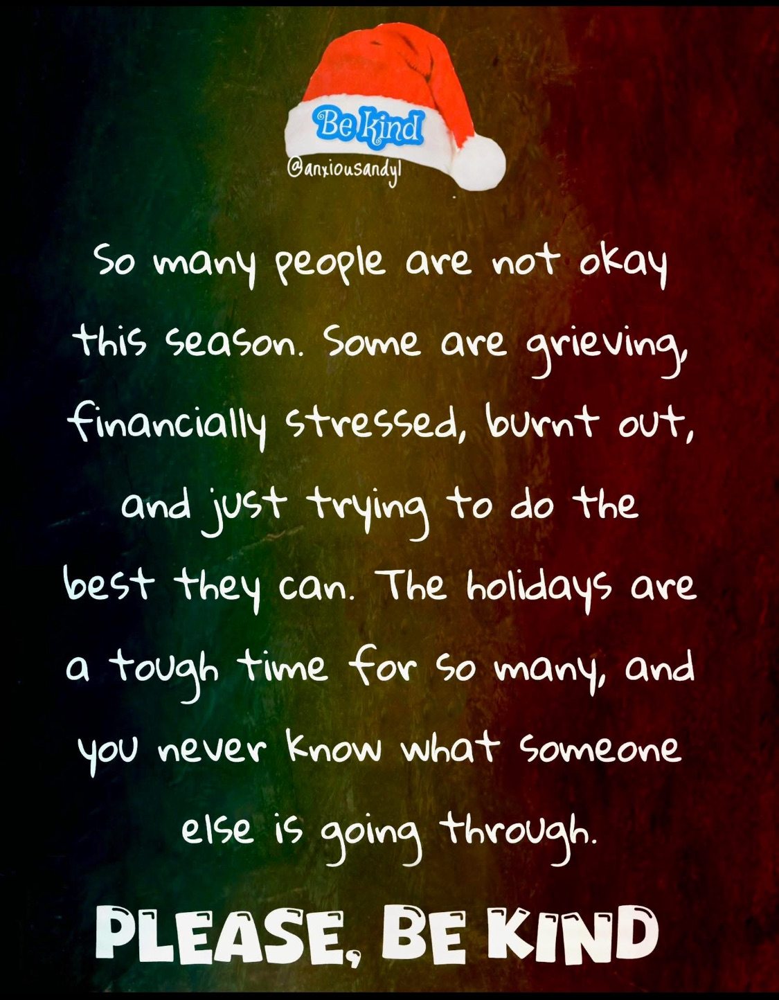 Be kind
@anxiousandy1
So many people are not okay
this season. Some are grieving,
financially stressed, burnt out,
and just trying to do the
best they can. The holidays are
a tough time for so many, and
you never know what someone
else is going through.
PLEASE, BE KIND